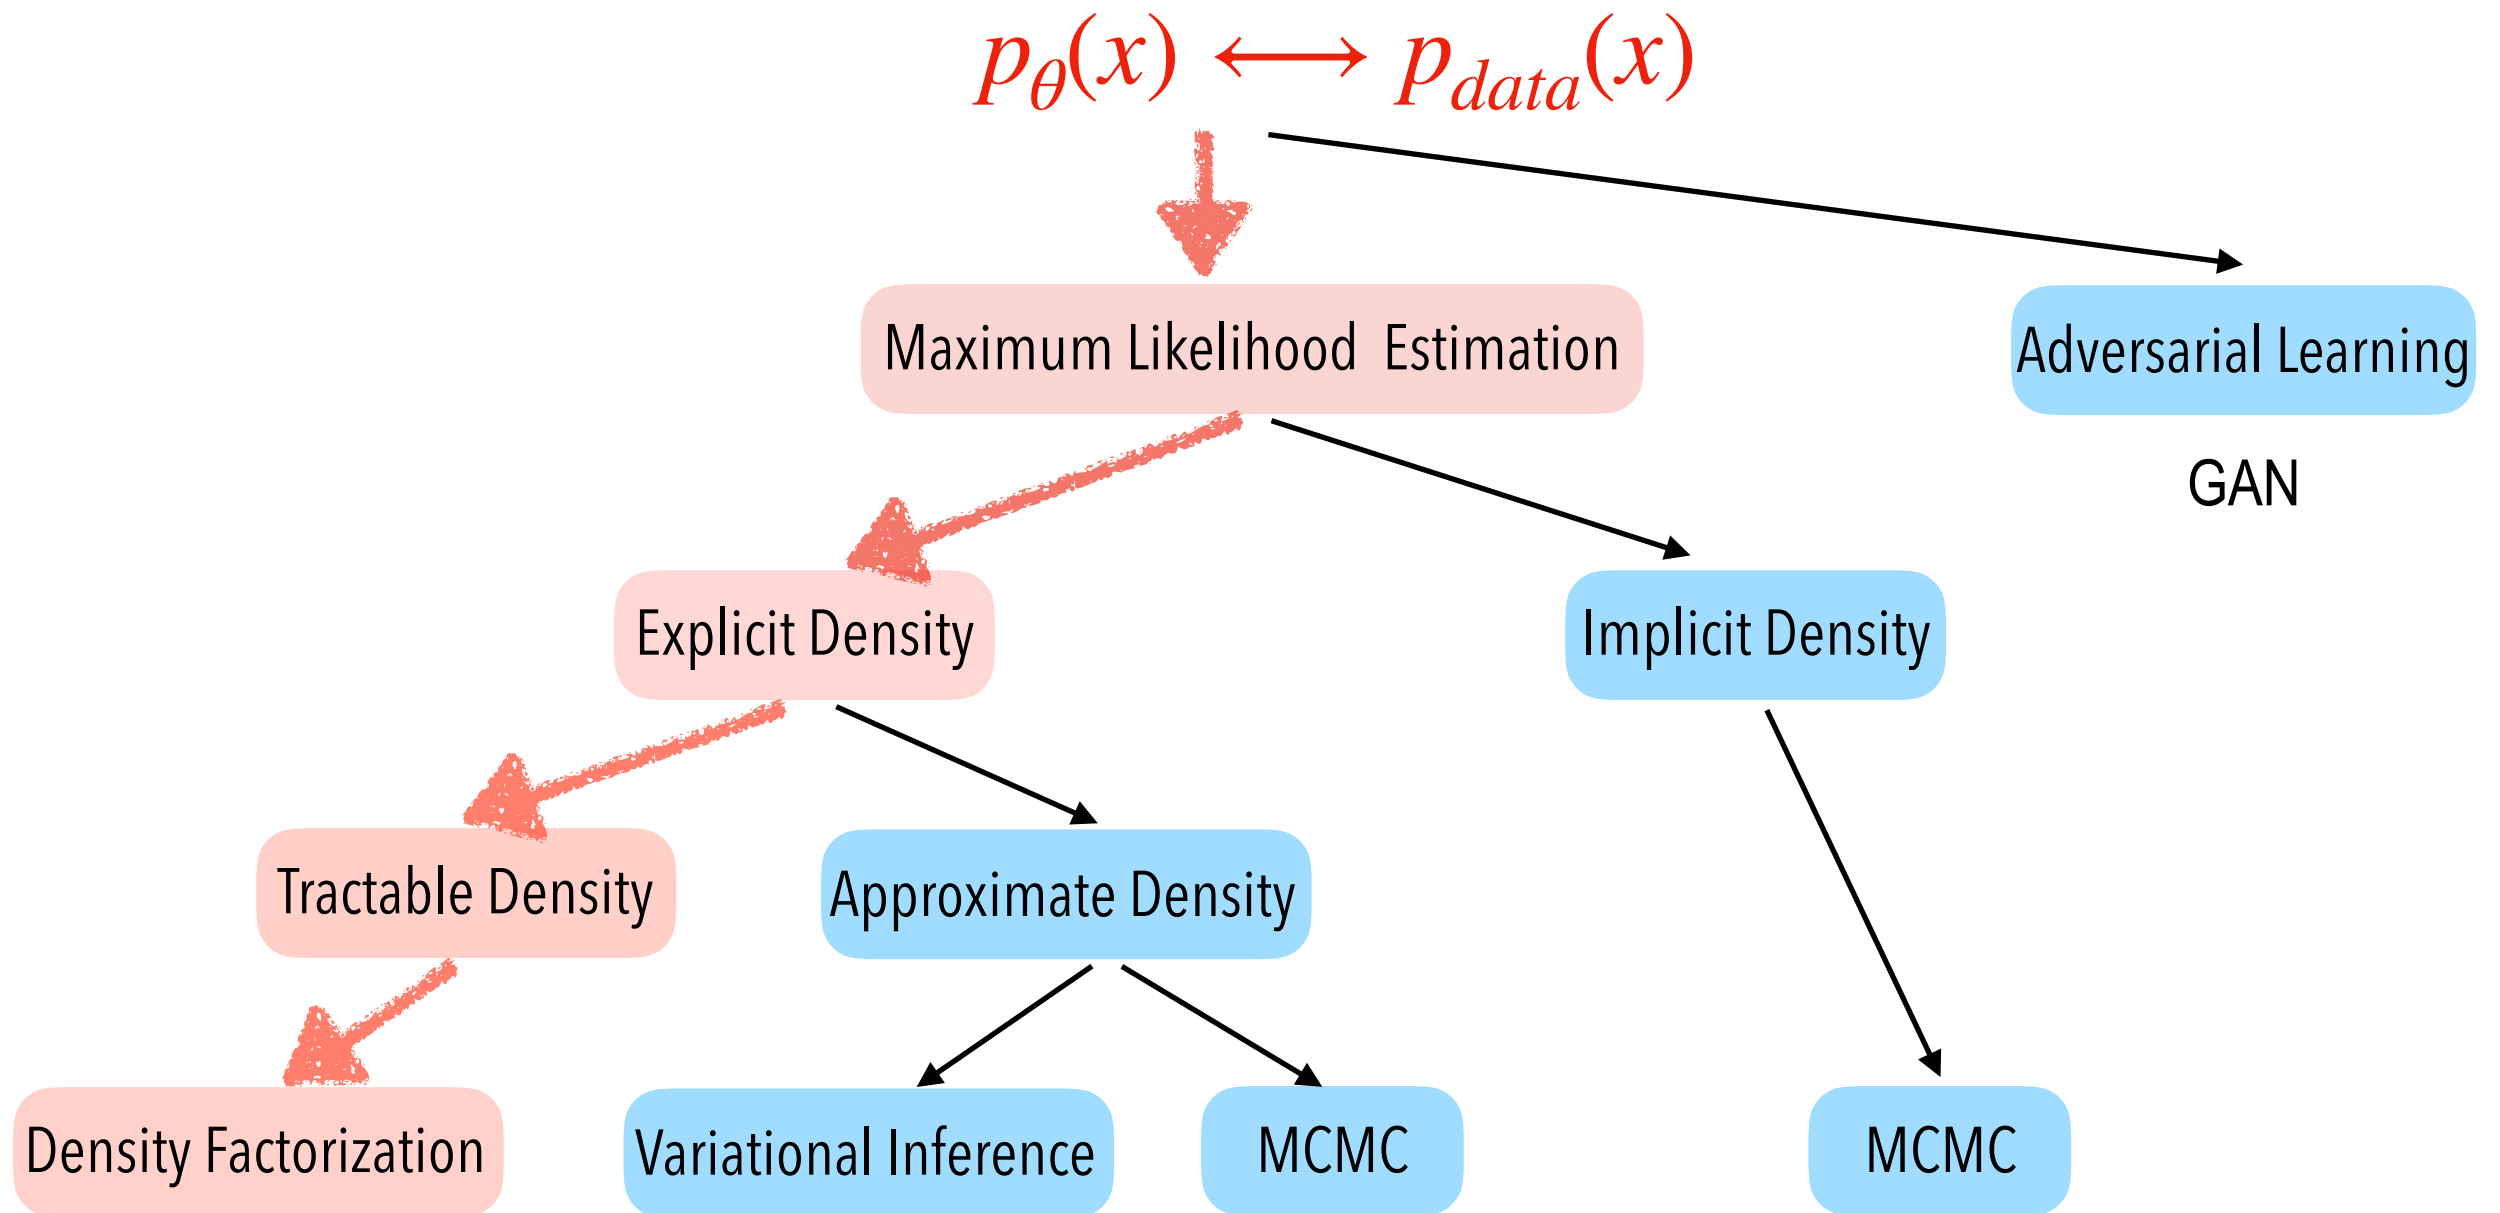 pθ(x) ⟷ pdata(x)
Maximum Likelihood Estimation
Adversarial Learning
GAN
Explicit Density
Implicit Density
Tractable Density
Approximate Density
Density Factorization
Variational Inference
MCMC
MCMC